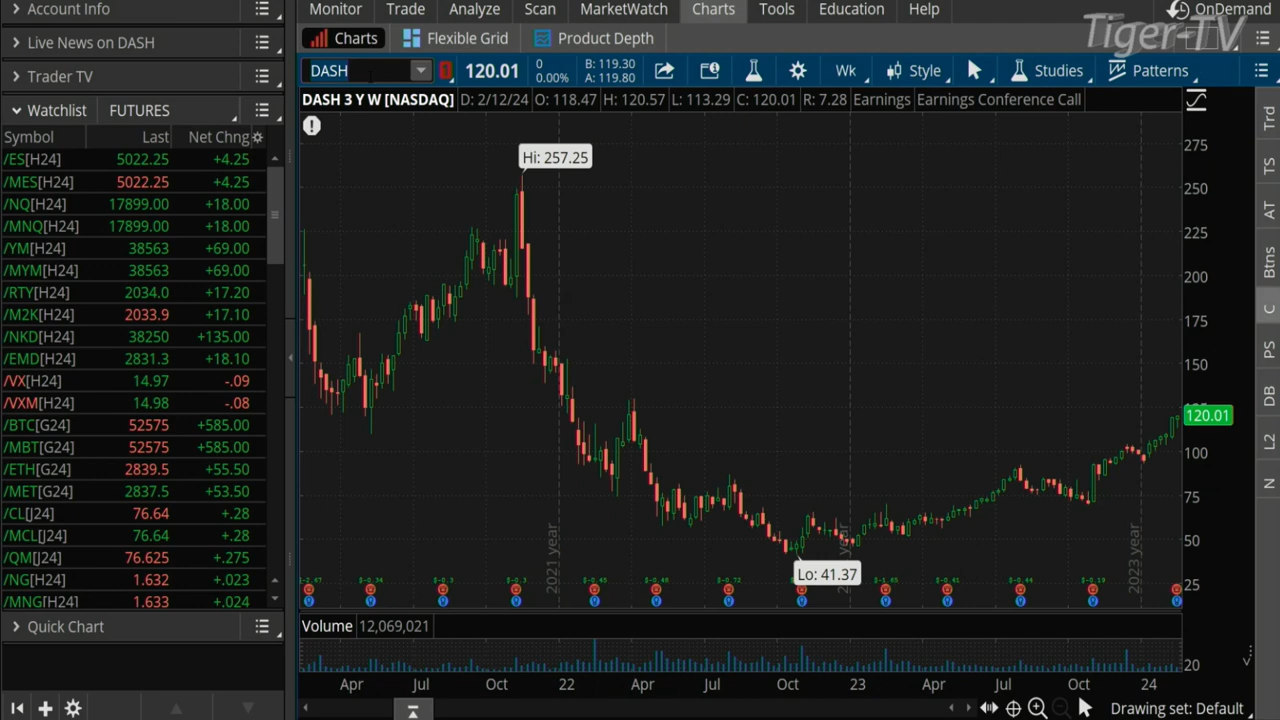 Account Info
Monitor Trade Analyze Scan MarketWatch Charts Tools Education Help OnDemand
Tiger-TV
Live News on DASH
Charts Flexible Grid Product Depth
Trader TV
DASH 120.01 0 0.00% B: 119.30 A: 119.80 Wk Style Studies Patterns
Watchlist FUTURES
DASH 3 Y W [NASDAQ] D: 2/12/24 O: 118.47 H: 120.57 L: 113.29 C: 120.01 R: 7.28 Earnings Earnings Conference Call
Symbol Last Net Chng
/ES[H24] 5022.25 +4.25
/MES[H24] 5022.25 +4.25
/NQ[H24] 17899.00 +18.00
/MNQ[H24] 17899.00 +18.00
/YM[H24] 38563 +69.00
/MYM[H24] 38563 +69.00
/RTY[H24] 2034.0 +17.20
/M2K[H24] 2033.9 +17.10
/NKD[H24] 38250 +135.00
/EMD[H24] 2831.3 +18.10
/VX[H24] 14.97 -.09
/VXM[H24] 14.98 -.08
/BTC[G24] 52575 +585.00
/MBT[G24] 52575 +585.00
/ETH[G24] 2839.5 +55.50
/MET[G24] 2837.5 +53.50
/CL[J24] 76.64 +.28
/MCL[J24] 76.64 +.28
/QM[J24] 76.625 +.275
/NG[H24] 1.632 +.023
/MNG[H24] 1.633 +.024
Quick Chart
Hi: 257.25
Lo: 41.37
2021 year
year
2023 year
275
250
225
200
175
150
120.01
100
75
50
25
Volume 12,069,021
20
Apr Jul Oct 22 Apr Jul Oct 23 Apr Jul Oct 24
Drawing set: Default
Trd
TS
AT
Btns
C
PS
DB
L2
N